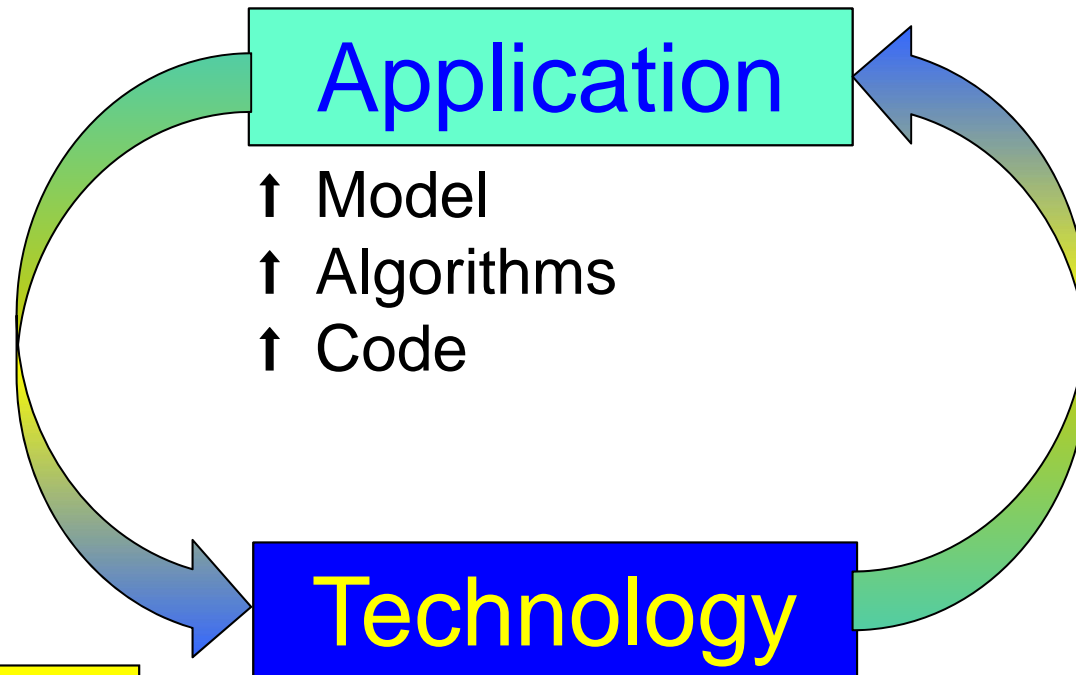 Application
⬆ Model
⬆ Algorithms
⬆ Code
Technology